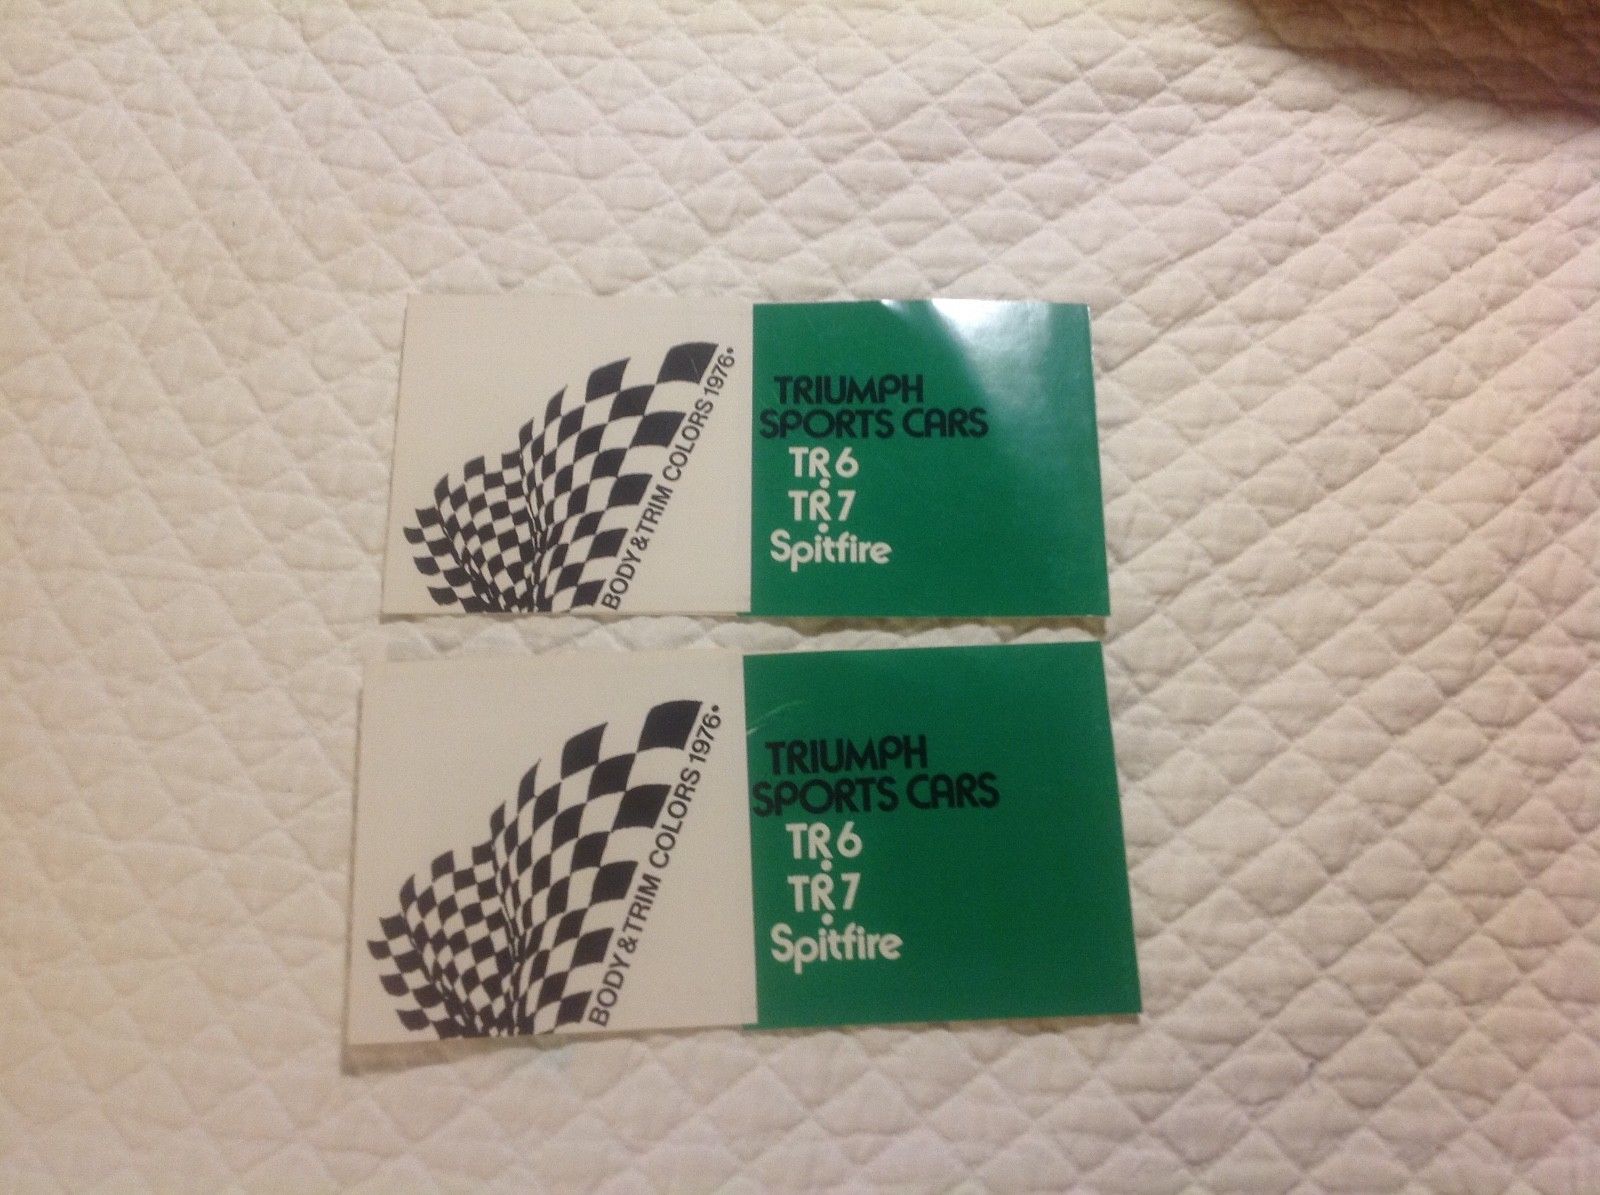 BODY & TRIM COLORS 1976•
TRIUMPH
SPORTS CARS
TR6
•
TR7
•
Spitfire
BODY & TRIM COLORS 1976•
TRIUMPH
SPORTS CARS
TR6
•
TR7
•
Spitfire